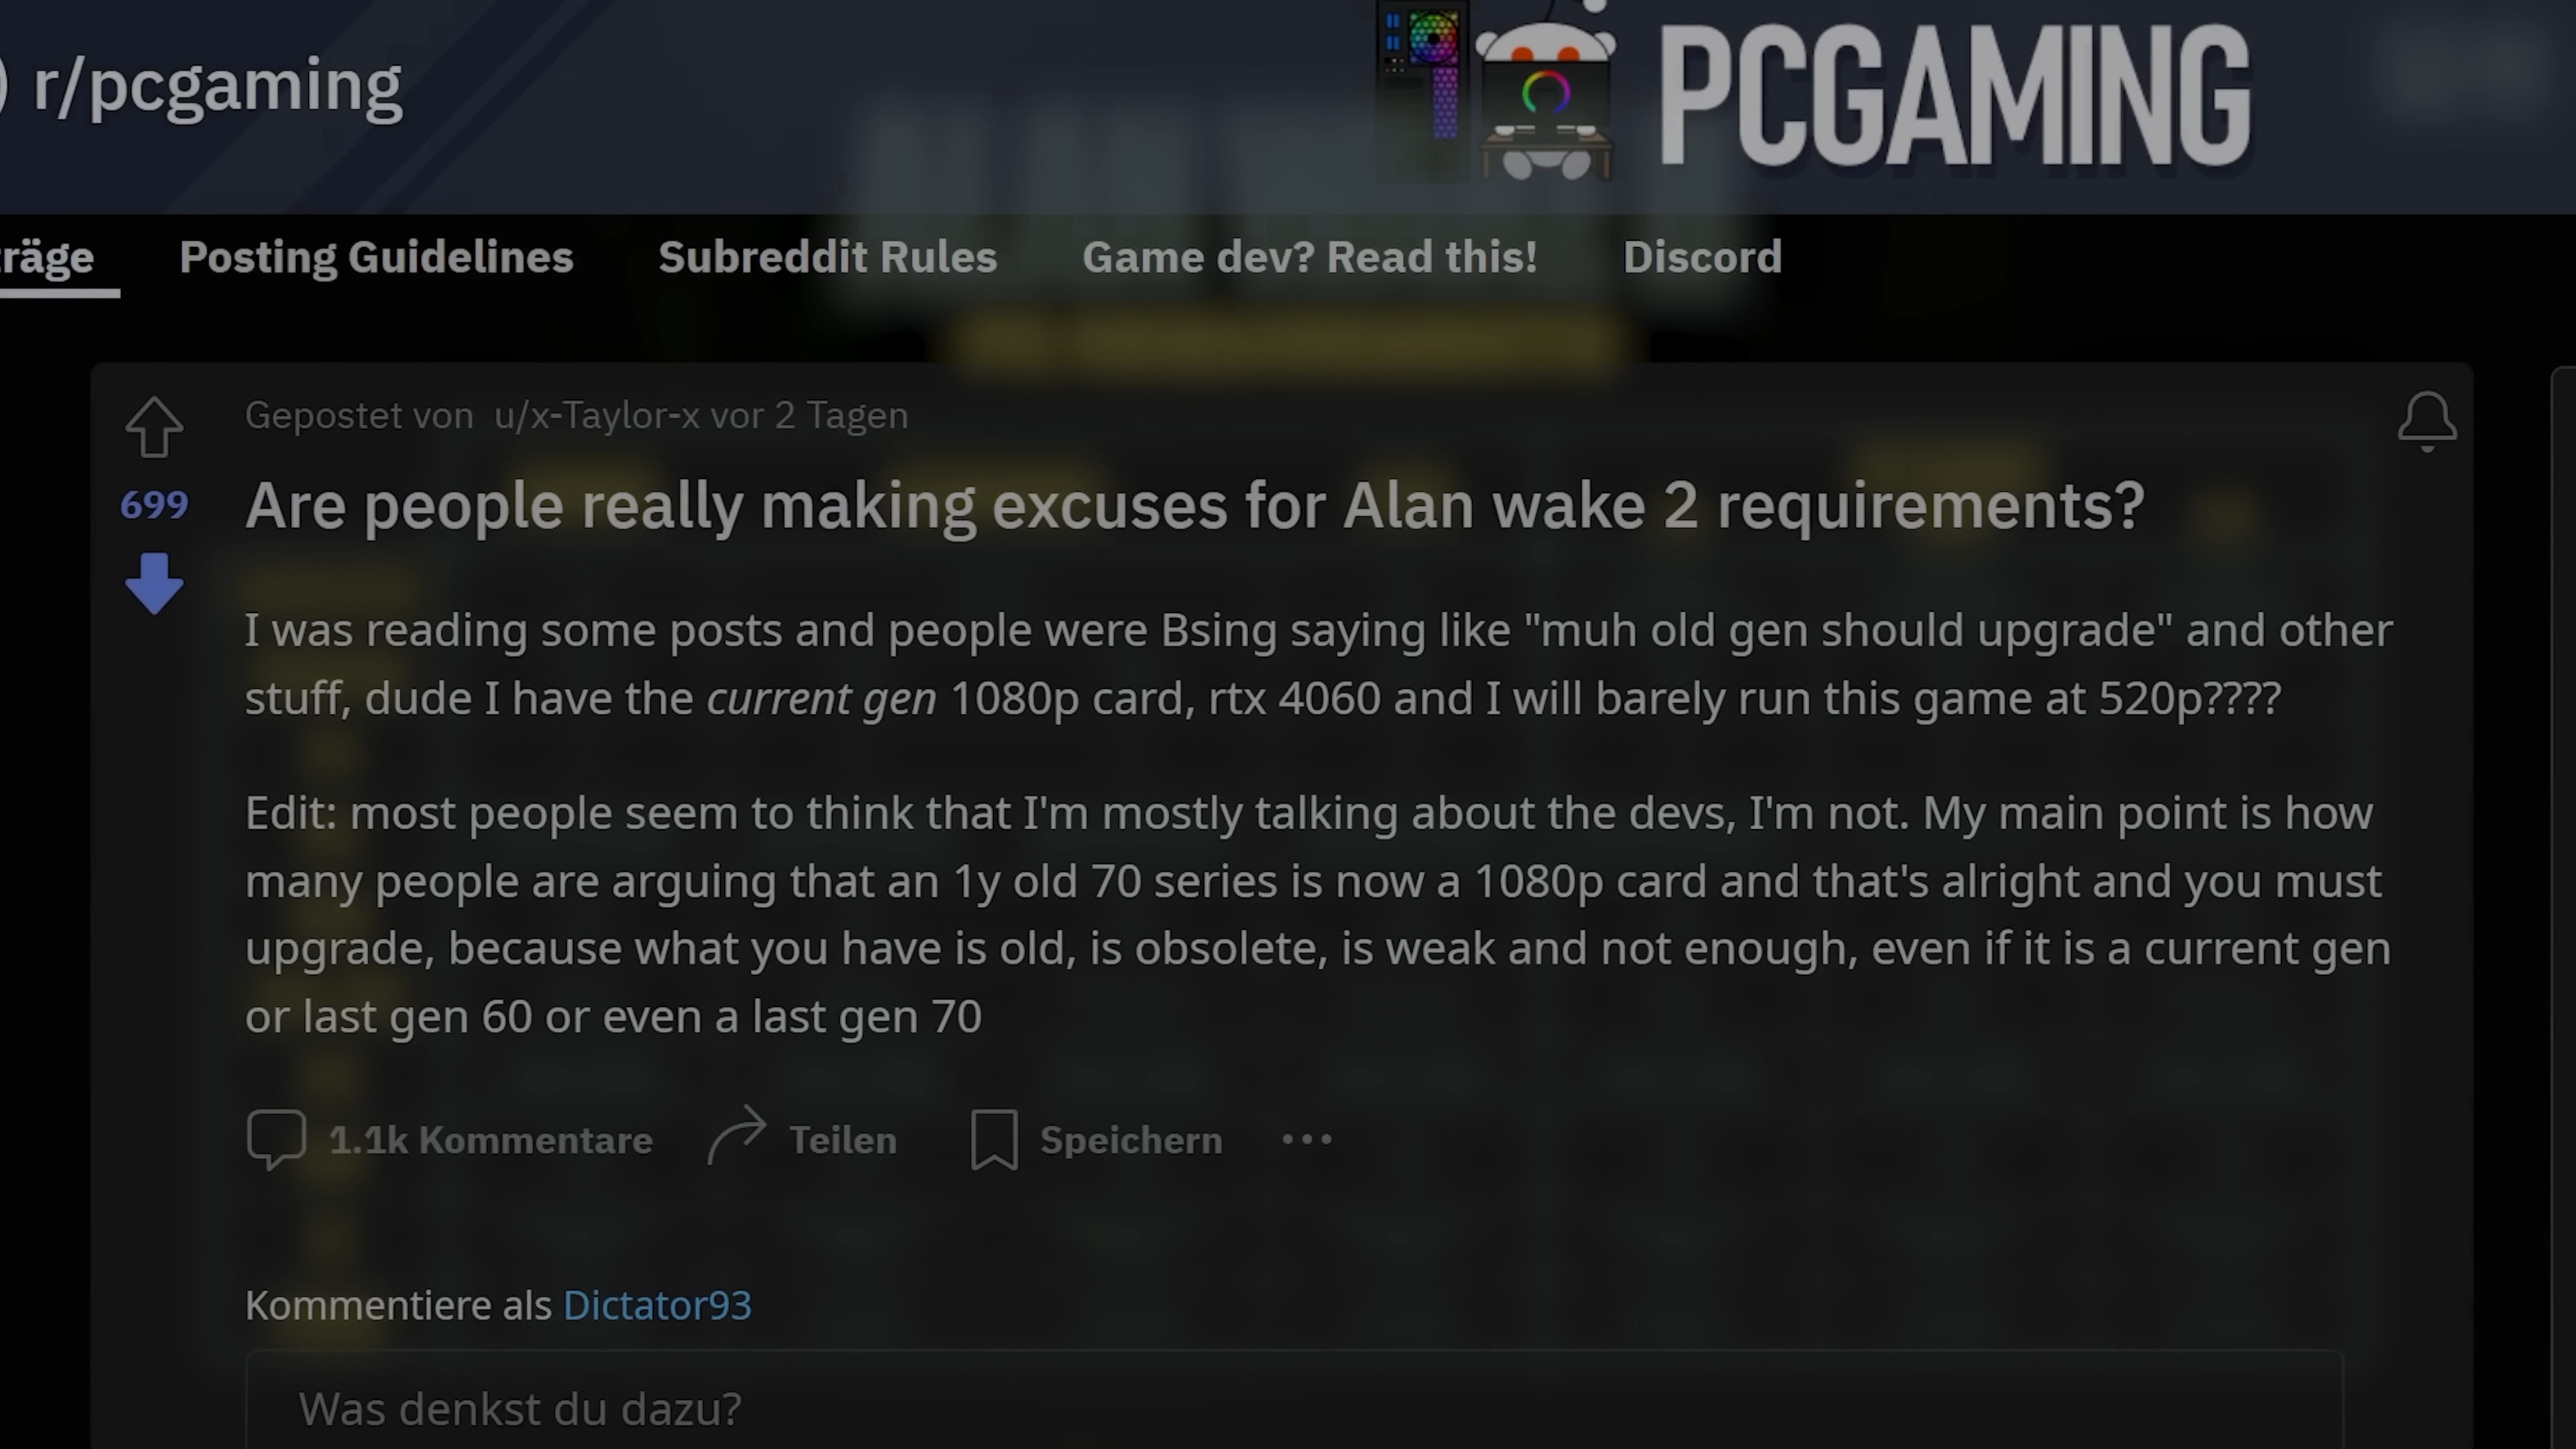 r/pcgaming
PCGAMING
räge Posting Guidelines Subreddit Rules Game dev? Read this! Discord
Gepostet von u/x-Taylor-x vor 2 Tagen
699
Are people really making excuses for Alan wake 2 requirements?
I was reading some posts and people were Bsing saying like "muh old gen should upgrade" and other
stuff, dude I have the current gen 1080p card, rtx 4060 and I will barely run this game at 520p????
Edit: most people seem to think that I'm mostly talking about the devs, I'm not. My main point is how
many people are arguing that an 1y old 70 series is now a 1080p card and that's alright and you must
upgrade, because what you have is old, is obsolete, is weak and not enough, even if it is a current gen
or last gen 60 or even a last gen 70
1.1k Kommentare Teilen Speichern
Kommentiere als Dictator93
Was denkst du dazu?